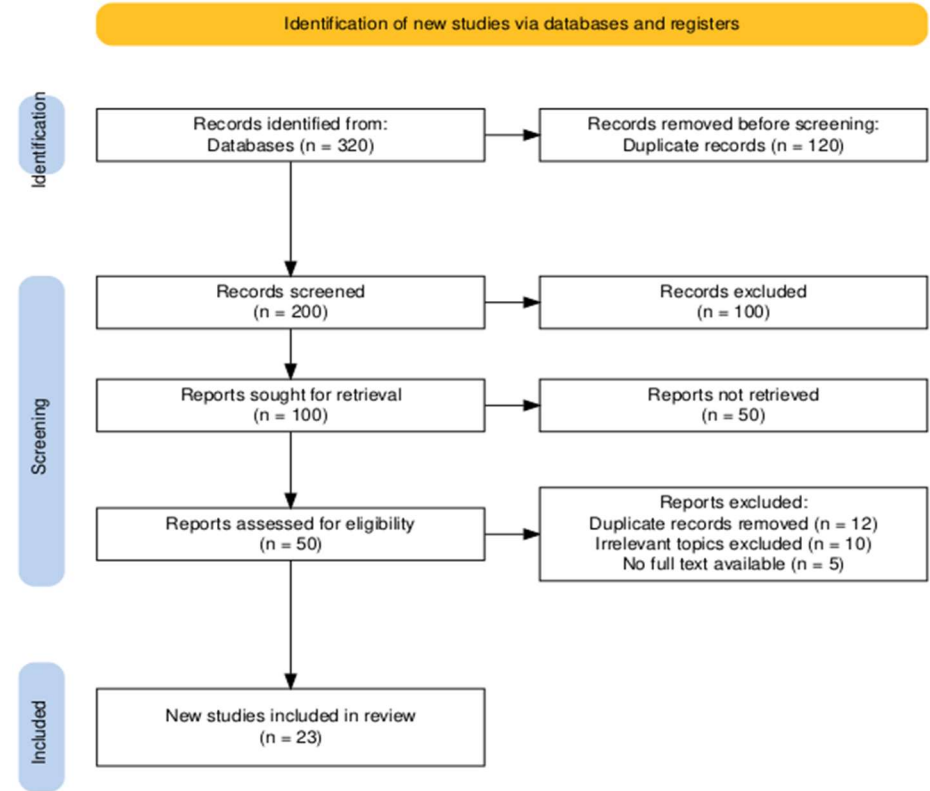 Identification of new studies via databases and registers
Identification
Records identified from:
Databases (n = 320)
Records removed before screening:
Duplicate records (n = 120)
Screening
Records screened
(n = 200)
Records excluded
(n = 100)
Reports sought for retrieval
(n = 100)
Reports not retrieved
(n = 50)
Reports assessed for eligibility
(n = 50)
Reports excluded:
Duplicate records removed (n = 12)
Irrelevant topics excluded (n = 10)
No full text available (n = 5)
Included
New studies included in review
(n = 23)